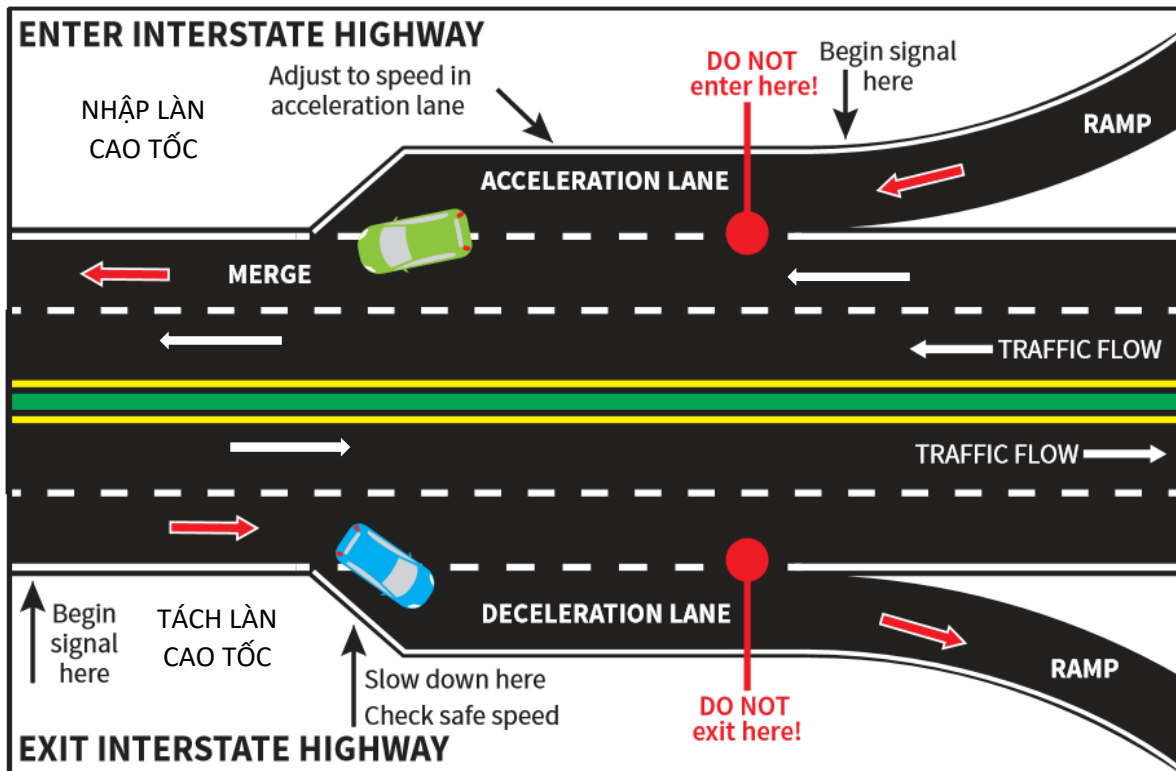 ENTER INTERSTATE HIGHWAY
NHẬP LÀN
CAO TỐC
Adjust to speed in
acceleration lane
DO NOT
enter here!
Begin signal
here
RAMP
ACCELERATION LANE
MERGE
TRAFFIC FLOW
TRAFFIC FLOW
Begin
signal
here
TÁCH LÀN
CAO TỐC
DECELERATION LANE
Slow down here
Check safe speed
DO NOT
exit here!
RAMP
EXIT INTERSTATE HIGHWAY